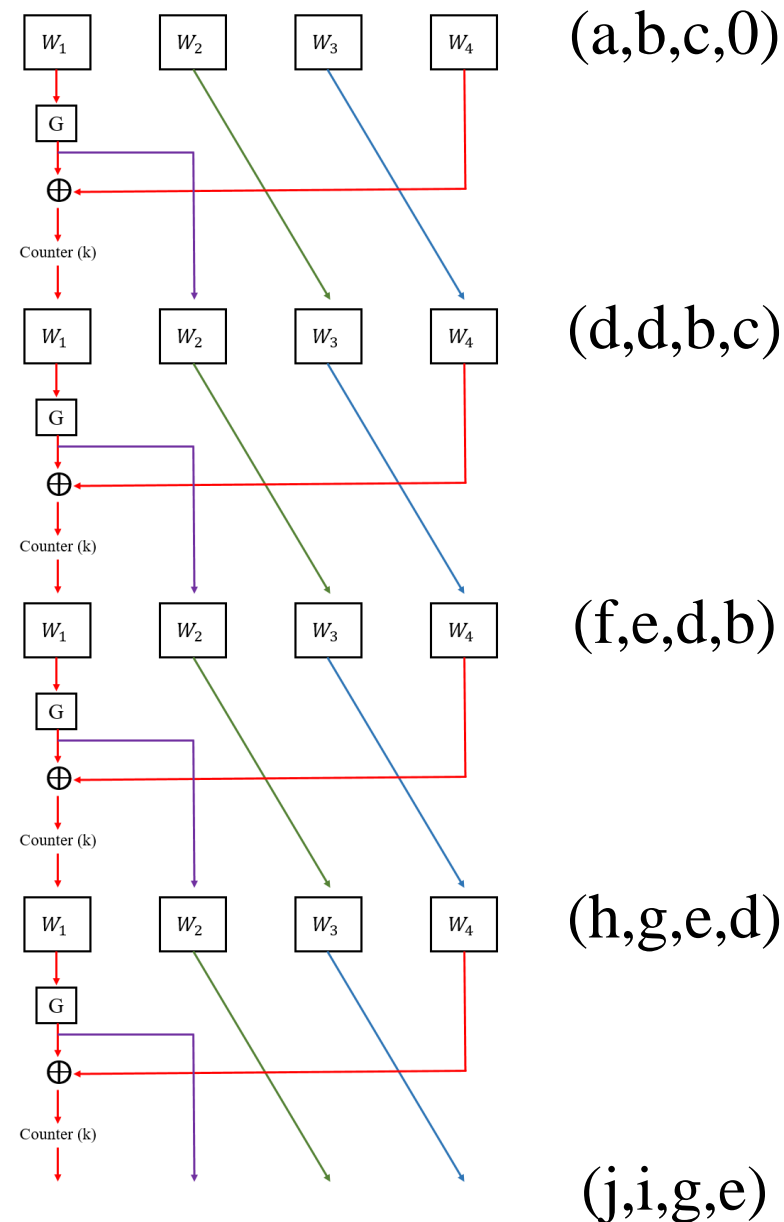 W₁ W₂ W₃ W₄ (a,b,c,0)
G
⊕
Counter (k)
W₁ W₂ W₃ W₄ (d,d,b,c)
G
⊕
Counter (k)
W₁ W₂ W₃ W₄ (f,e,d,b)
G
⊕
Counter (k)
W₁ W₂ W₃ W₄ (h,g,e,d)
G
⊕
Counter (k)
(j,i,g,e)